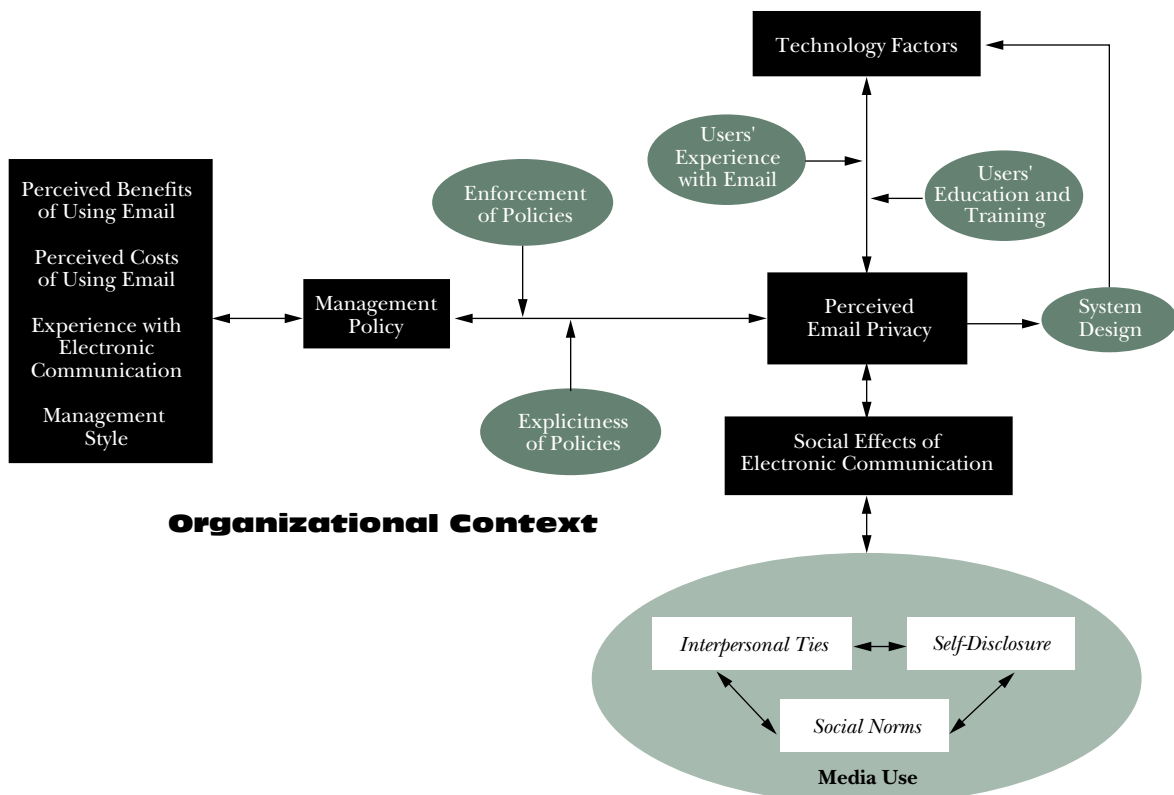 Technology Factors
Users'
Experience
with Email
Users'
Education and
Training
Perceived Benefits
of Using Email
Perceived Costs
of Using Email
Experience with
Electronic
Communication
Management
Style
Enforcement
of Policies
Management
Policy
Perceived
Email Privacy
System
Design
Explicitness
of Policies
Social Effects of
Electronic Communication
Organizational Context
Interpersonal Ties
Self-Disclosure
Social Norms
Media Use